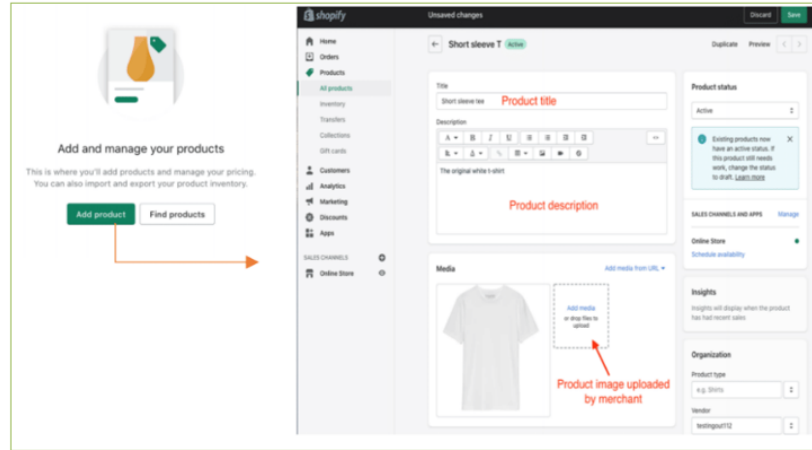 Add and manage your products
This is where you'll add products and manage your pricing.
You can also import and export your product inventory.
Add product
Find products
shopify
Unsaved changes
Discard
Save
Home
Orders
Products
All products
Inventory
Transfers
Collections
Gift cards
Customers
Analytics
Marketing
Discounts
Apps
SALES CHANNELS
Online Store
Short sleeve T
Active
Duplicate
Preview
Title
Short sleeve tee
Product title
Description
A
B
I
U
A
The original white t-shirt
Product description
Media
Add media from URL
Add media
or drop files to
upload
Product image uploaded
by merchant
Product status
Active
Existing products now
have an active status. If
this product still needs
work, change the status
to draft. Learn more
SALES CHANNELS AND APPS
Manage
Online Store
Schedule availability
Insights
Insights will display when the product
has had recent sales
Organization
Product type
e.g. Shirts
Vendor
testingout112